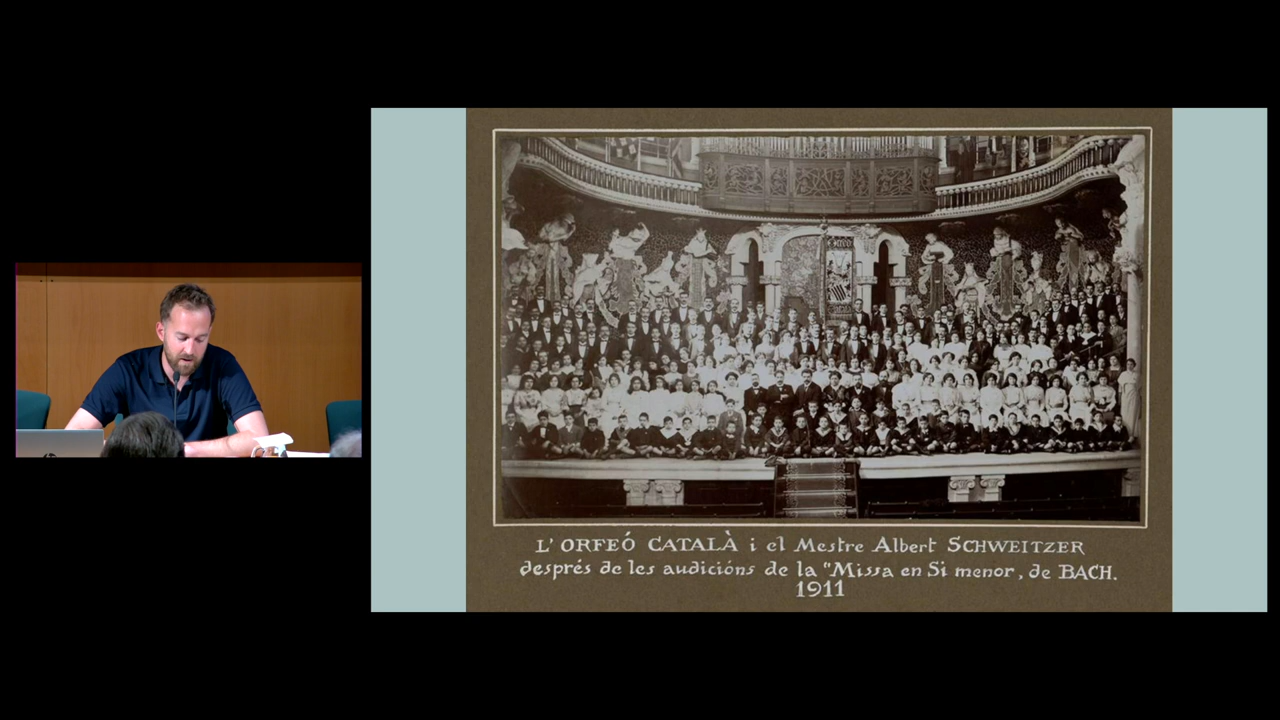 L' ORFEÓ CATALÀ i el Mestre Albert SCHWEITZER
després de les audicións de la "Missa en Si menor, de BACH.
1911